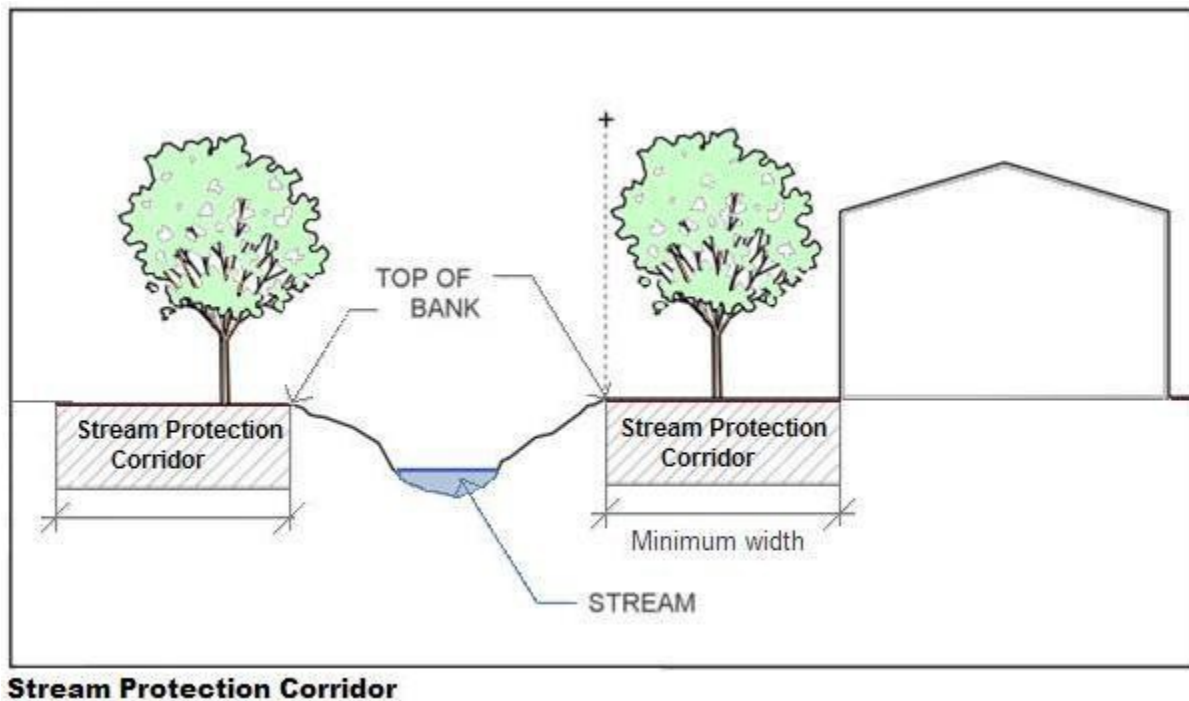 TOP OF
BANK
Stream Protection
Corridor
Stream Protection
Corridor
Minimum width
STREAM
Stream Protection Corridor